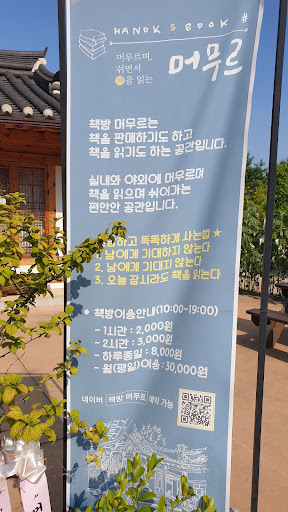 HANOK 5 BOOK #
머무르며,
쉬면서
책을 읽는
머무르
책방 머무르는
책을 판매하기도 하고
책을 읽기도 하는 공간입니다.
실내와 야외에 머무르며
책을 읽으며 쉬어가는
편안안 공간입니다.
하고 똑똑하게 사는법 ★
1. 남에게 기대하지 않는다
2. 남에게 기대지 않는다
3. 오늘 잠시라도 책을 읽는다
책방이용안내(10:00~19:00)
- 1시간 : 2,000원
- 2시간 : 3,000원
- 하루종일 : 8,000원
- 월(평일)이용 : 30,000원
네이버 책방 머무르 예약 가능